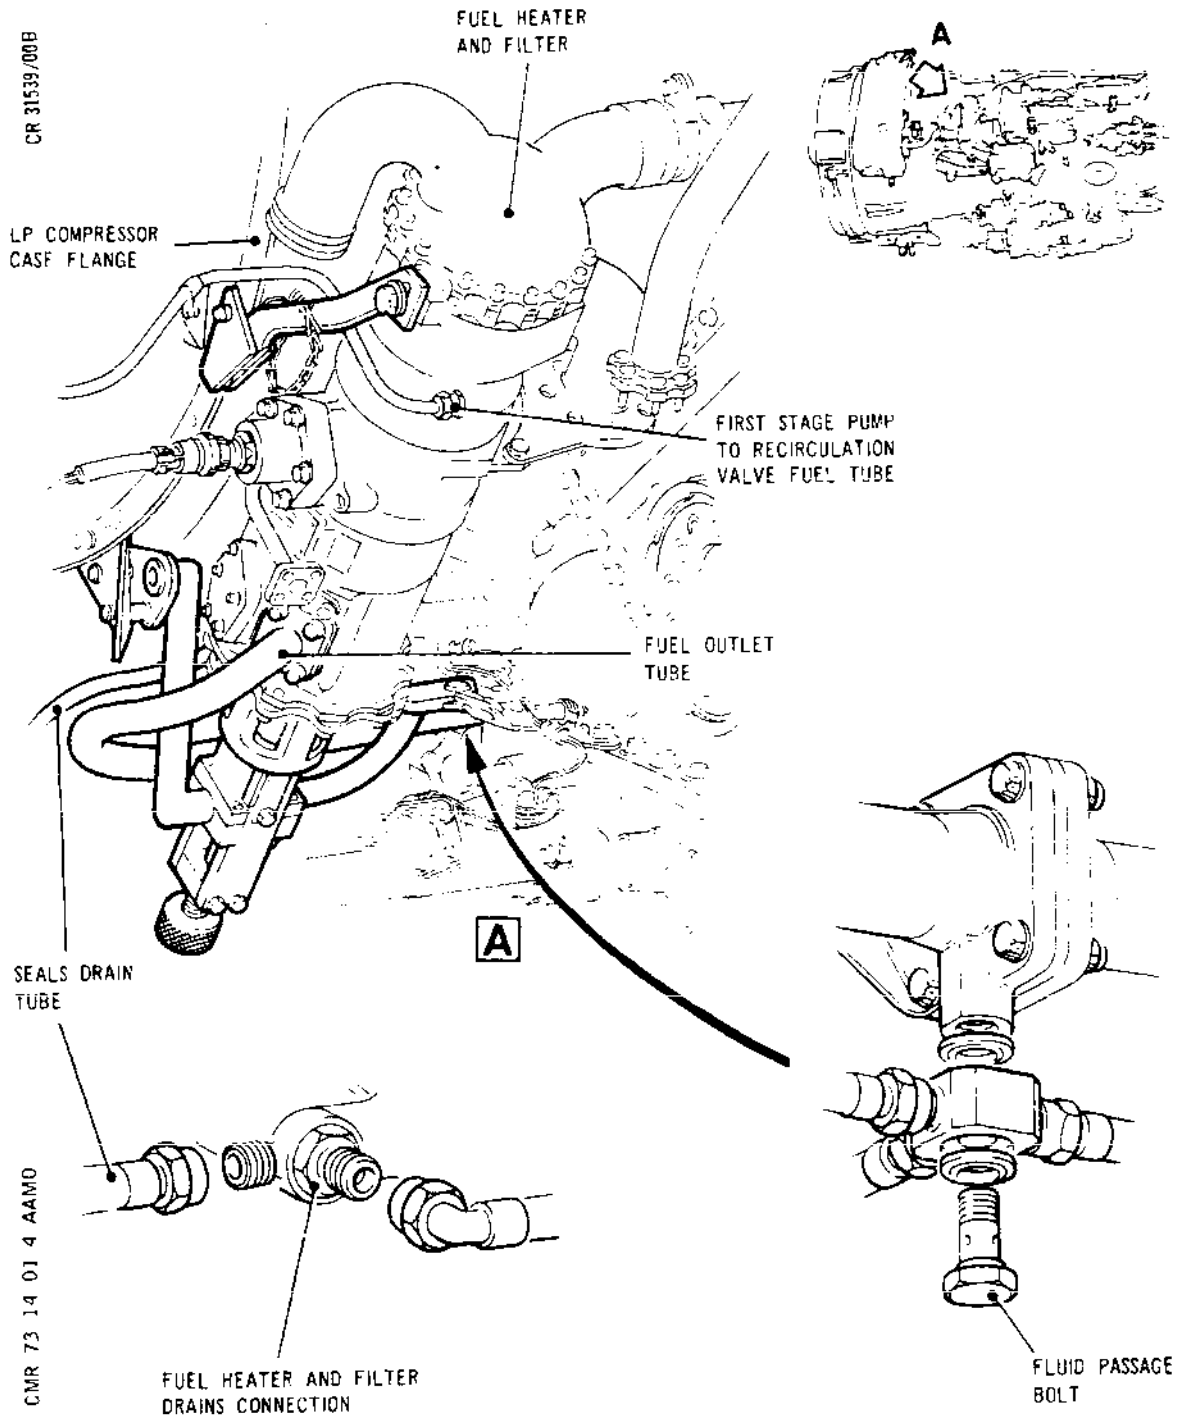 CR 31539/00B
FUEL HEATER
AND FILTER
A
LP COMPRESSOR
CASE FLANGE
FIRST STAGE PUMP
TO RECIRCULATION
VALVE FUEL TUBE
FUEL OUTLET
TUBE
A
SEALS DRAIN
TUBE
FUEL HEATER AND FILTER
DRAINS CONNECTION
FLUID PASSAGE
BOLT
CMR 73 14 01 4 AAM0